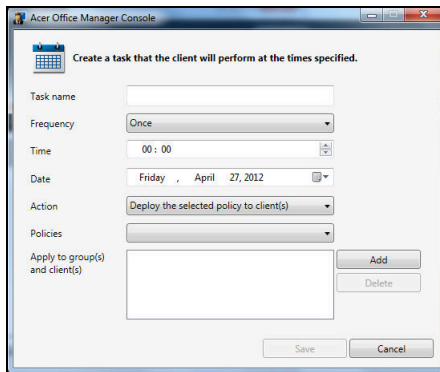 Acer Office Manager Console
Create a task that the client will perform at the times specified.
Task name
Frequency Once
Time 00 : 00
Date Friday , April 27, 2012
Action Deploy the selected policy to client(s)
Policies
Apply to group(s) Add
and client(s)
Delete
Save Cancel